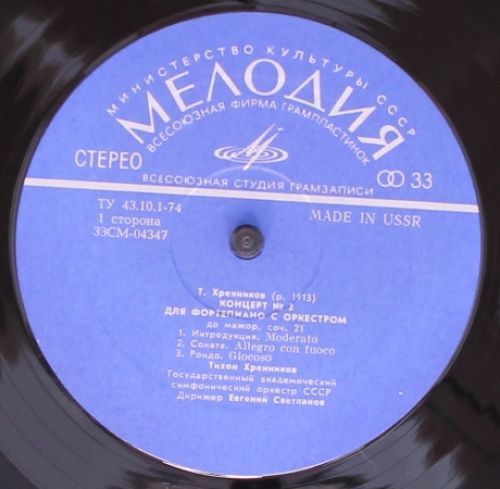 МИНИСТЕРСТВО КУЛЬТУРЫ СССР
МЕЛОДИЯ
ВСЕСОЮЗНАЯ ФИРМА ГРАМПЛАСТИНОК
СТЕРЕО
33
ВСЕСОЮЗНАЯ СТУДИЯ ГРАМЗАПИСИ
ТУ 43.10.1-74
I сторона
33СМ-04347
MADE IN USSR
Т. Хренников (р. 1913)
КОНЦЕРТ № 2
ДЛЯ ФОРТЕПИАНО С ОРКЕСТРОМ
до мажор, соч. 21
1. Интродукция. Moderato
2. Соната. Allegro con fuoco
3. Рондо. Giocoso
Тихон Хренников
Государственный академический
симфонический оркестр СССР
Дирижер Евгений Светланов